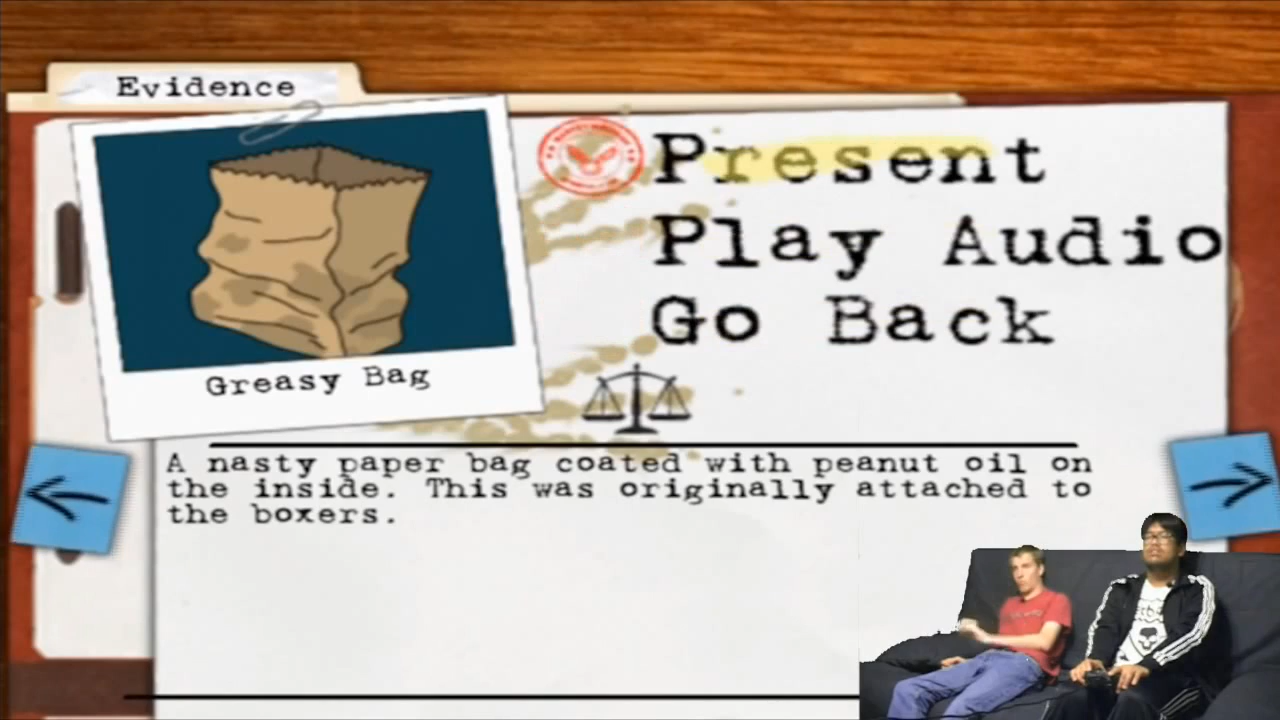 Evidence
Present
Play Audio
Go Back
Greasy Bag
A nasty paper bag coated with peanut oil on
the inside. This was originally attached to
the boxers.